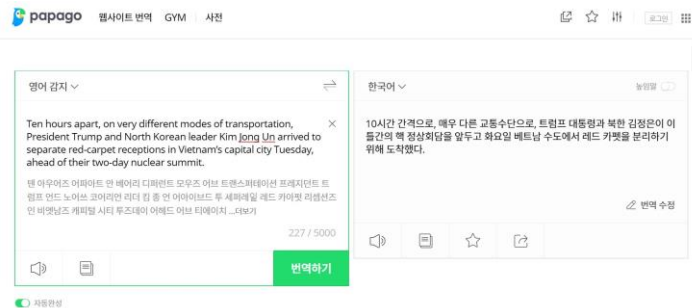 papago 웹사이트 번역 GYM 사전 로그인
영어 감지 한국어 높임말
Ten hours apart, on very different modes of transportation,
President Trump and North Korean leader Kim Jong Un arrived to
separate red-carpet receptions in Vietnam's capital city Tuesday,
ahead of their two-day nuclear summit.
텐 아우어즈 어파아트 안 베어리 디퍼런트 모우즈 어브 트랜스퍼테이션 프레지던트 트
럼프 언드 노어쓰 코어리언 리더 킴 종 언 어아이브드 투 세퍼레잍 레드 카아펫 리셉션즈
인 비엣남즈 캐피털 시티 투즈데이 어헤드 어브 티에이치 ...더보기
227 / 5000
번역하기
10시간 간격으로, 매우 다른 교통수단으로, 트럼프 대통령과 북한 김정은이 이
틀간의 핵 정상회담을 앞두고 화요일 베트남 수도에서 레드 카펫을 분리하기
위해 도착했다.
번역 수정
자동완성